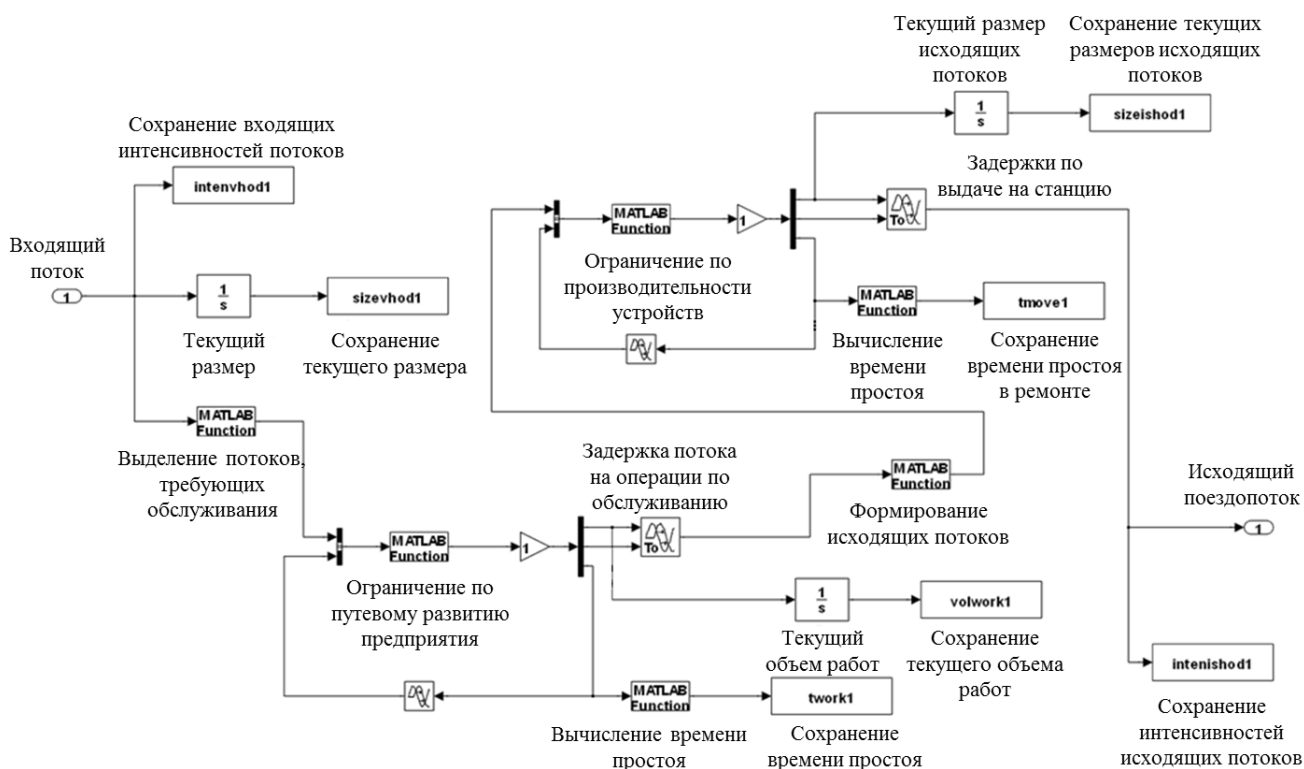 Текущий размер
исходящих
потоков
Сохранение текущих
размеров исходящих
потоков
1
s
sizeishod1
Сохранение входящих
интенсивностей потоков
intenvhod1
Задержки по
выдаче на станцию
MATLAB
Function
1
To
Входящий
поток
1
1
s
sizevhod1
Текущий
размер
Сохранение
текущего размера
Ограничение по
производительности
устройств
MATLAB
Function
tmove1
Вычисление
времени
простоя
Сохранение
времени простоя
в ремонте
MATLAB
Function
Выделение потоков,
требующих
обслуживания
Задержка потока
на операции по
обслуживанию
MATLAB
Function
Формирование
исходящих потоков
Исходящий
поездопоток
1
MATLAB
Function
1
To
Ограничение по
путевому развитию
предприятия
1
s
volwork1
Текущий
объем работ
Сохранение
текущего объема
работ
intenishod1
Сохранение
интенсивностей
исходящих потоков
MATLAB
Function
twork1
Вычисление времени
простоя
Сохранение
времени простоя